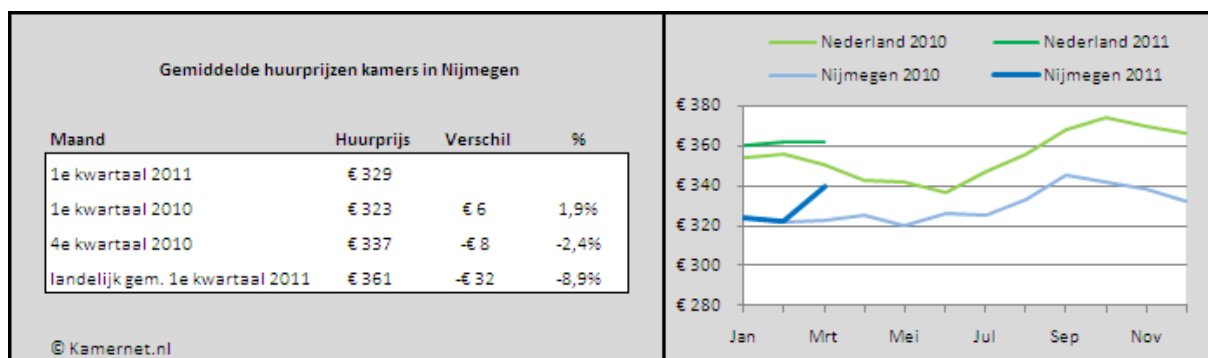 Gemiddelde huurprijzen kamers in Nijmegen
Maand Huurprijs Verschil %
1e kwartaal 2011 € 329
1e kwartaal 2010 € 323 € 6 1,9%
4e kwartaal 2010 € 337 -€ 8 -2,4%
landelijk gem. 1e kwartaal 2011 € 361 -€ 32 -8,9%
© Kamernet.nl
Nederland 2010 Nederland 2011
Nijmegen 2010 Nijmegen 2011
€ 380
€ 360
€ 340
€ 320
€ 300
€ 280
Jan Mrt Mei Jul Sep Nov